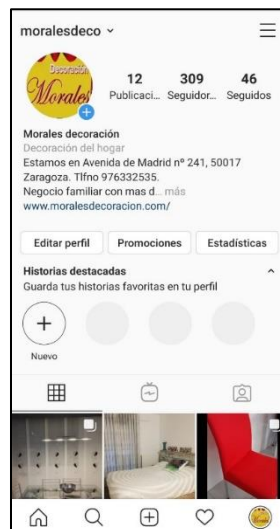 moralesdeco
Decoración
Morales
12 309 46
Publicaci... Seguidor... Seguidos
Morales decoración
Decoración del hogar
Estamos en Avenida de Madrid nº 241, 50017
Zaragoza. Tlfno 976332535.
Negocio familiar con mas d... más
www.moralesdecoracion.com/
Editar perfil Promociones Estadísticas
Historias destacadas
Guarda tus historias favoritas en tu perfil
Nuevo